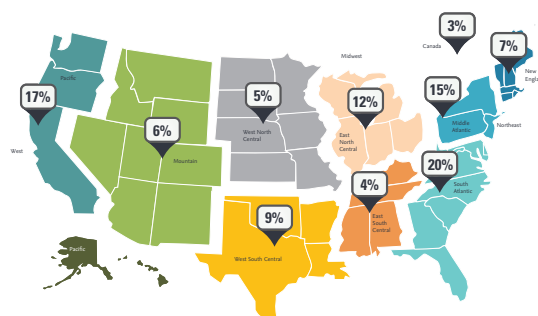 3%
Canada
7%
New
Midwest
Pacific
17%
5%
12%
15%
6%
West North
Central
East
North
Central
Middle
Atlantic
Northeast
West
Mountain
20%
4%
South
Atlantic
9%
East
South
Central
Pacific
West South Central